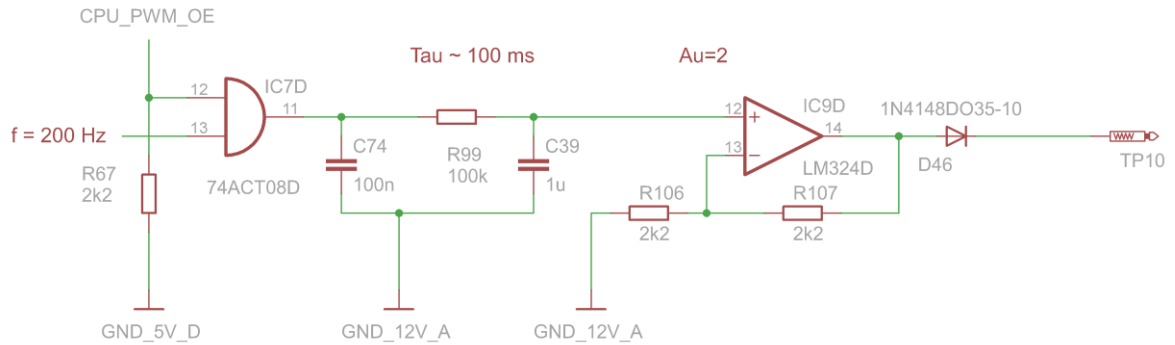 CPU_PWM_OE
Tau ~ 100 ms
Au=2
IC7D
12
11
13
f = 200 Hz
74ACT08D
R67
2k2
GND_5V_D
C74
100n
R99
100k
C39
1u
GND_12V_A
IC9D
12
+
13
−
14
LM324D
1N4148DO35-10
D46
TP10
R106
2k2
R107
2k2
GND_12V_A